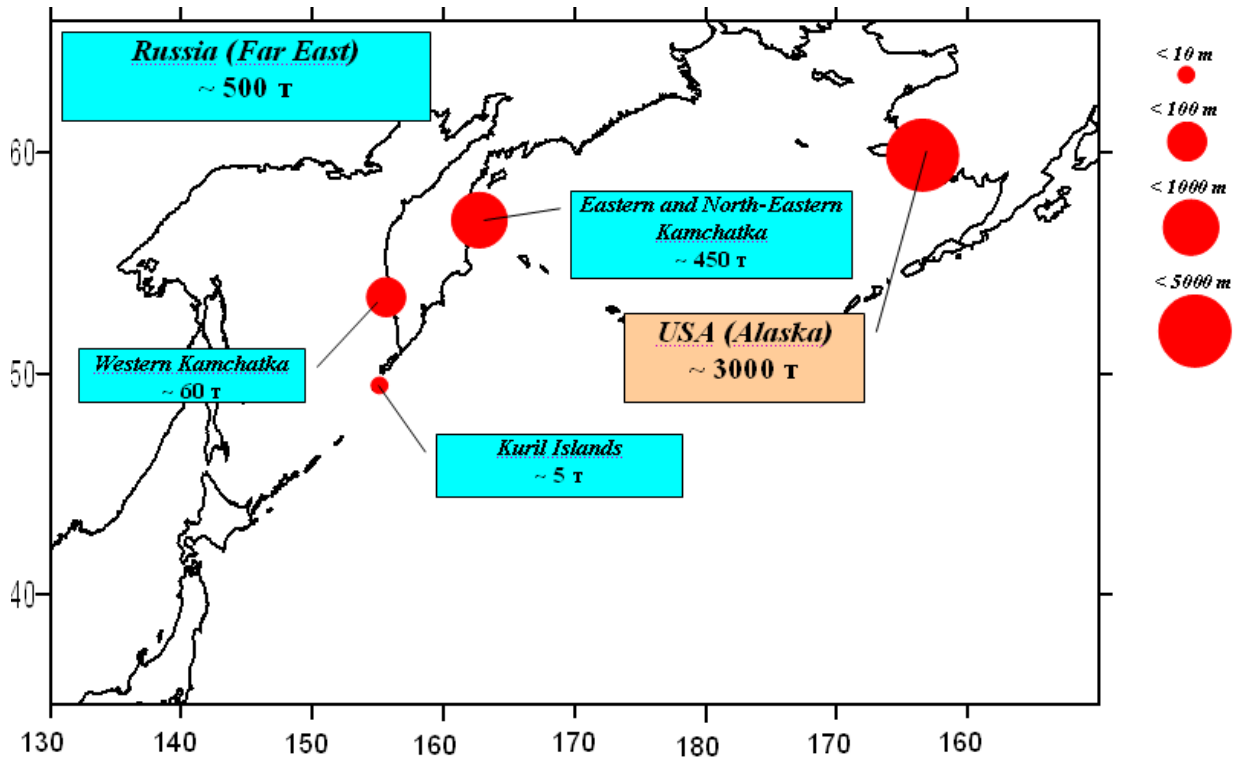 Russia (Far East)
~ 500 т
< 10 m
< 100 m
< 1000 m
< 5000 m
60
50
40
Eastern and North-Eastern
Kamchatka
~ 450 т
USA (Alaska)
~ 3000 т
Western Kamchatka
~ 60 т
Kuril Islands
~ 5 т
130
140
150
160
170
180
170
160